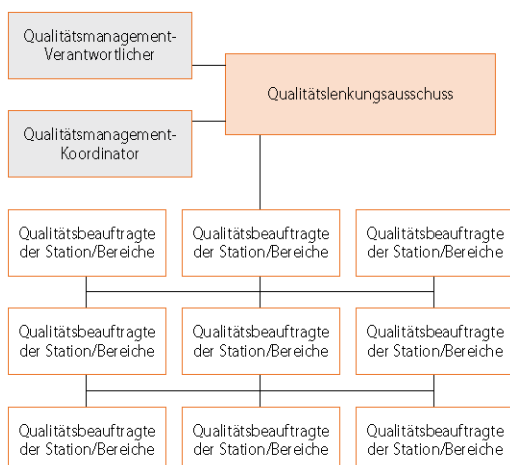 Qualitätsmanagement-
Verantwortlicher
Qualitätslenkungsausschuss
Qualitätsmanagement-
Koordinator
Qualitätsbeauftragte
der Station/Bereiche
Qualitätsbeauftragte
der Station/Bereiche
Qualitätsbeauftragte
der Station/Bereiche
Qualitätsbeauftragte
der Station/Bereiche
Qualitätsbeauftragte
der Station/Bereiche
Qualitätsbeauftragte
der Station/Bereiche
Qualitätsbeauftragte
der Station/Bereiche
Qualitätsbeauftragte
der Station/Bereiche
Qualitätsbeauftragte
der Station/Bereiche